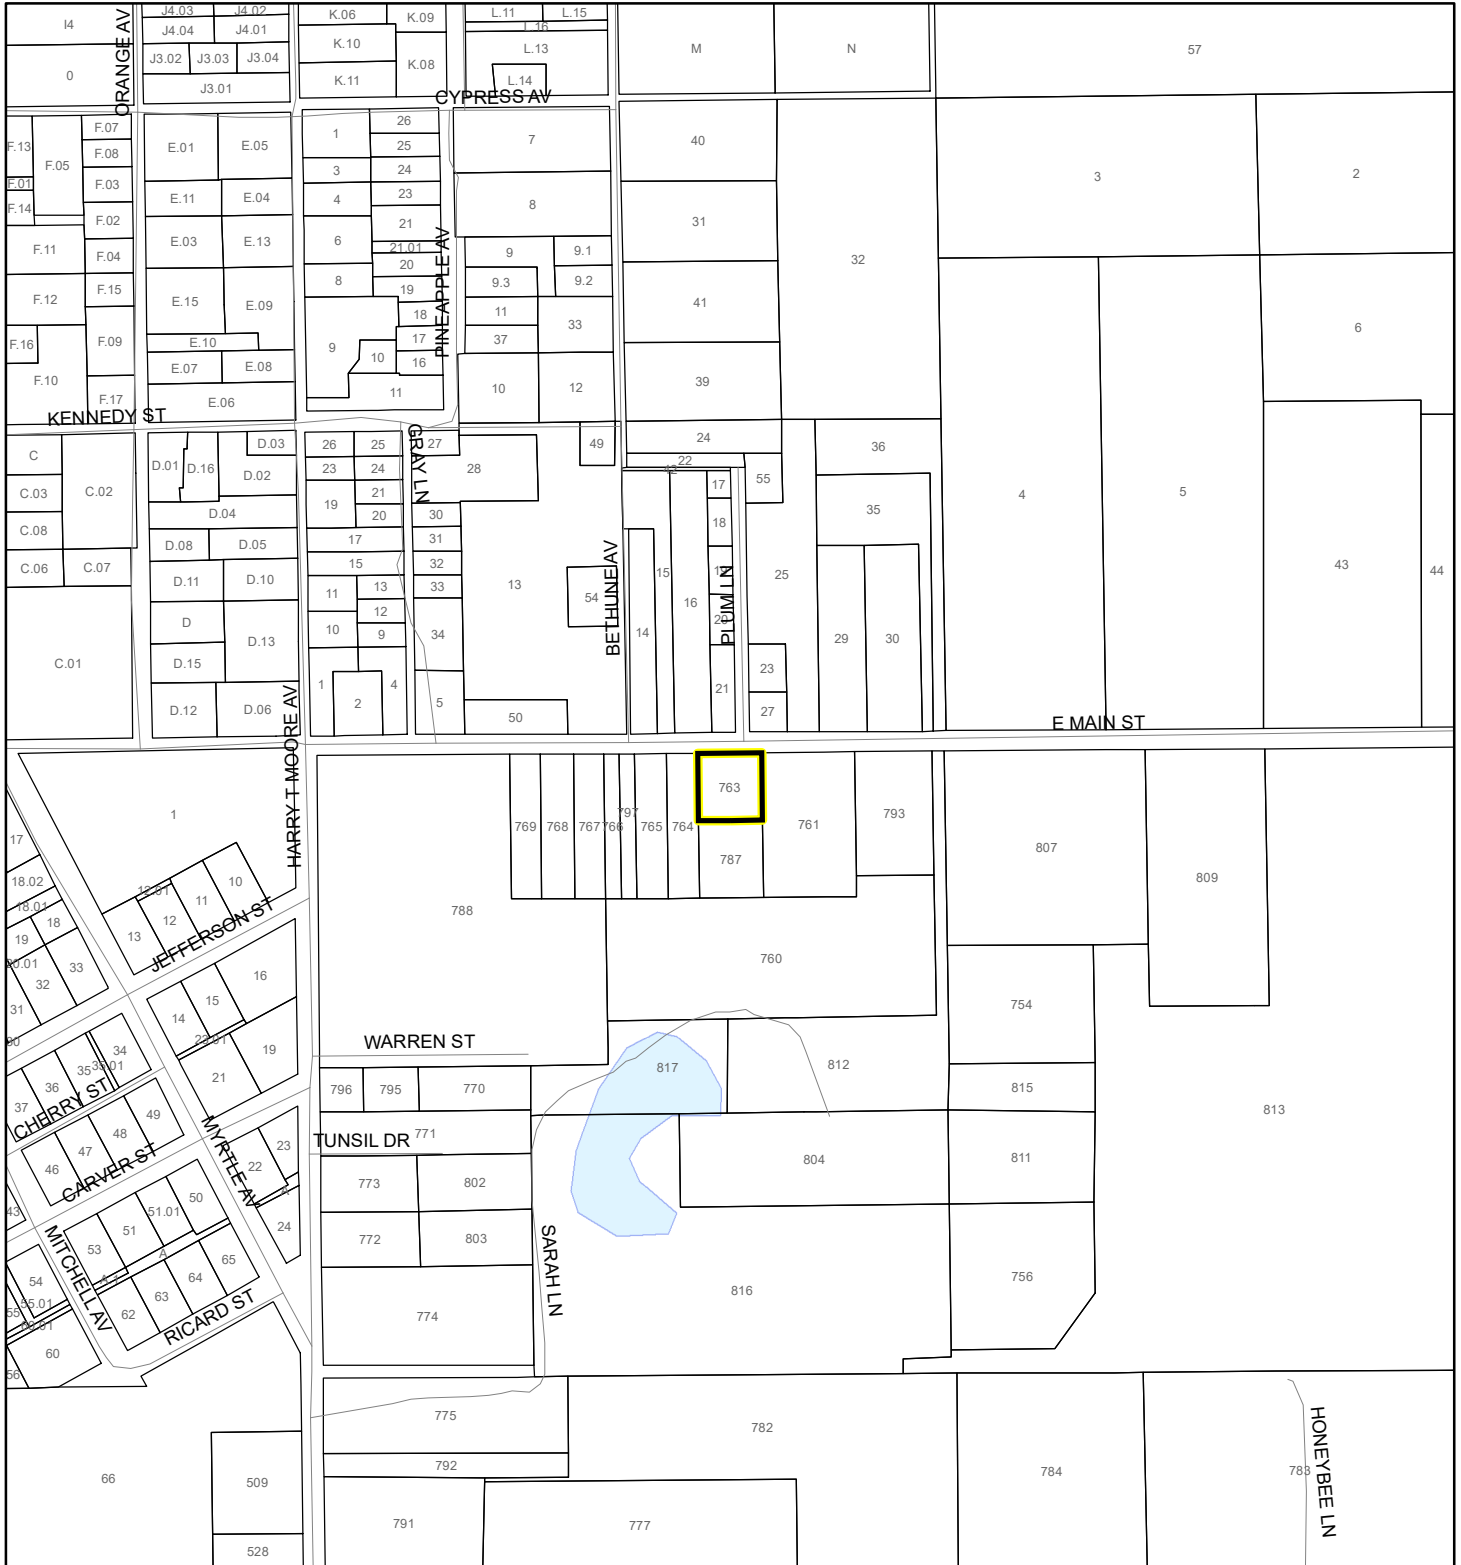 I4
ORANGE AV
J4.03
J4.02
K.06
K.09
L.11
L.15
J4.04
J4.01
L.16
M
N
57
K.10
L.13
J3.02
J3.03
J3.04
K.08
0
K.11
L.14
J3.01
CYPRESS AV
F.13
F.07
E.01
E.05
1
26
7
40
3
2
F.05
F.08
25
F.01
F.03
3
24
F.14
E.11
E.04
4
23
8
31
F.02
21
F.11
E.03
E.13
6
21.01
PINEAPPLE AV
9
9.1
32
F.04
20
F.12
F.15
8
19
9.3
9.2
41
6
E.15
E.09
18
11
33
F.16
F.09
E.10
9
17
37
10
16
F.10
E.07
E.08
11
10
12
39
F.17
E.06
KENNEDY ST
C
D.01
D.16
D.03
26
25
GRAY LN
27
28
49
24
36
C.02
D.02
23
24
22
42
C.03
21
19
17
55
4
5
D.04
20
30
18
35
C.08
D.08
D.05
17
31
C.06
C.07
15
32
BETHUNE AV
15
16
19
PLUM LN
25
43
44
D.11
D.10
11
13
33
13
54
20
D
12
10
9
34
14
29
30
C.01
D.13
D.15
23
1
2
4
5
21
D.12
D.06
27
50
HARRY T MOORE AV
E MAIN ST
1
769
768
767
766
797
765
764
763
787
761
793
807
809
17
18.02
10
18.01
12.01
11
18
12
788
19
13
JEFFERSON ST
760
33
32
16
31
15
754
14
WARREN ST
23.01
34
19
817
812
35
35.01
21
36
796
795
770
815
813
37
CHERRY ST
49
48
MYRTLE AV
TUNSIL DR
771
47
23
46
CARVER ST
22
804
811
773
802
50
A
51.01
43
51
24
772
803
SARAH LN
53
MITCHELL AV
A
65
54
A.1
64
816
756
55.01
63
62
RICARD ST
774
60
775
782
HONEYBEE LN
792
784
783
66
509
791
777
528